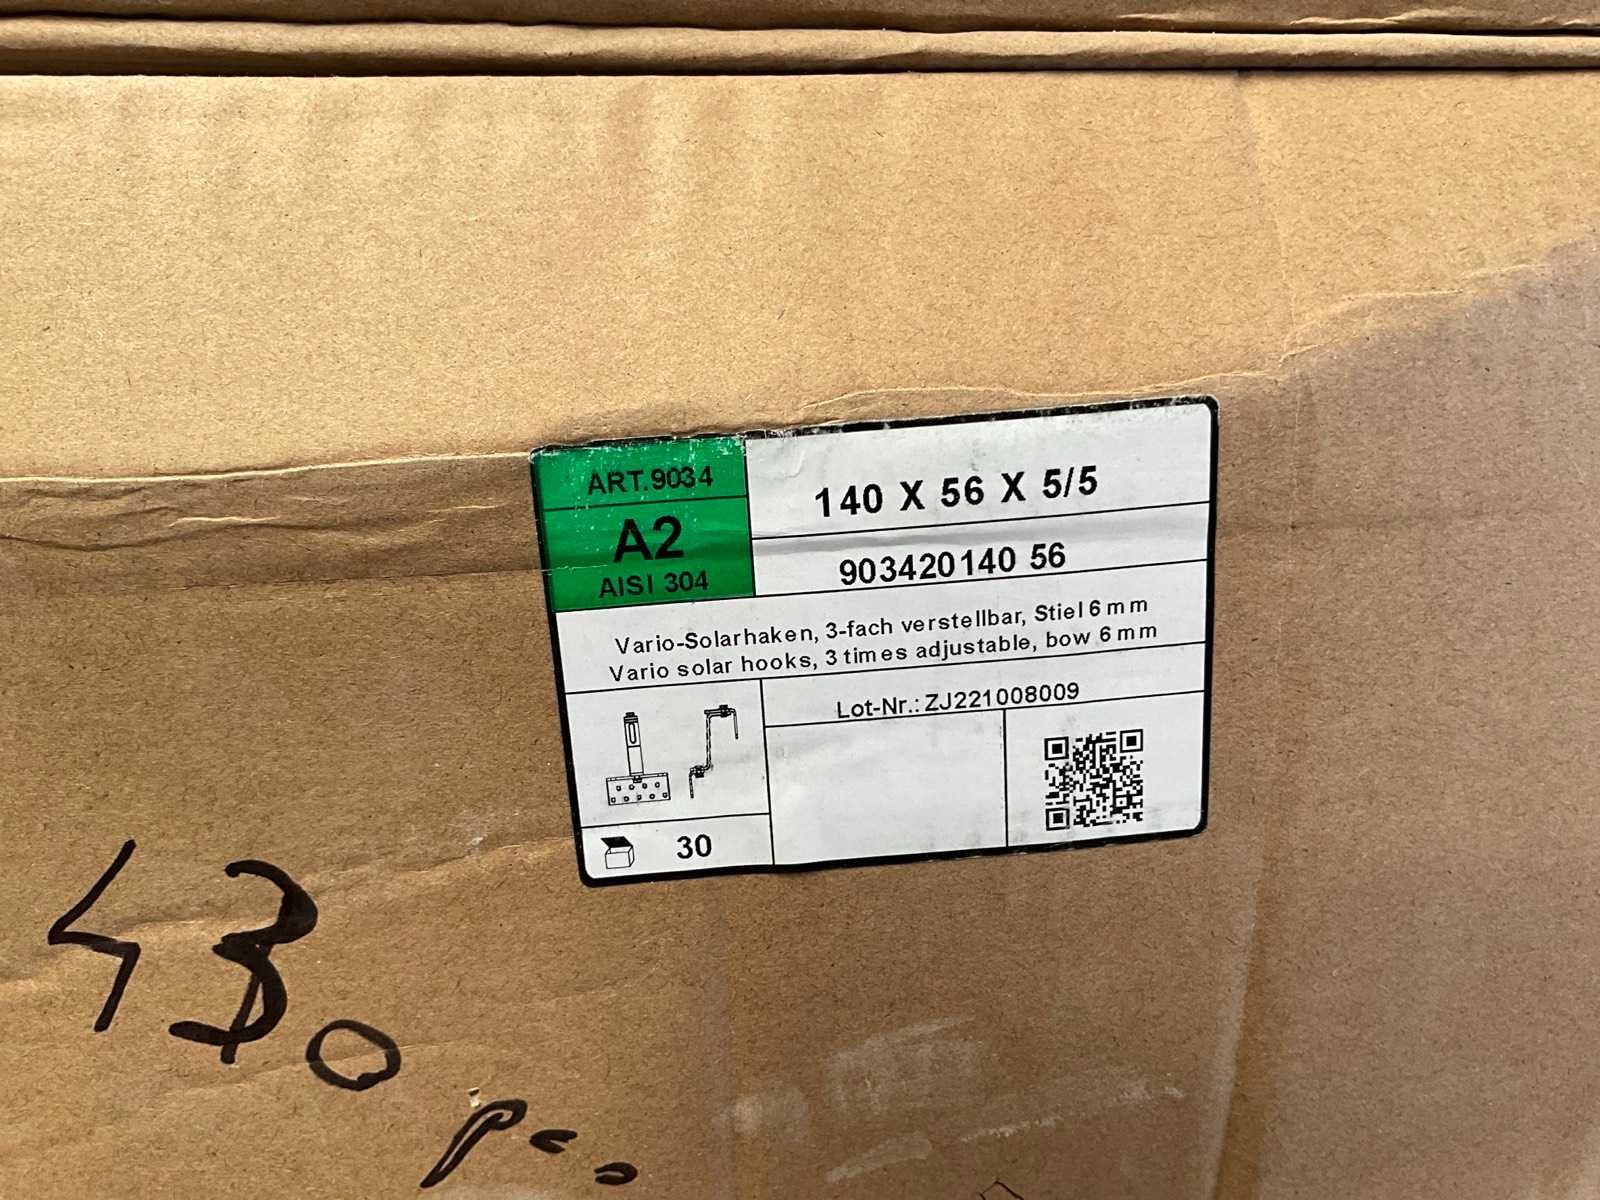 ART.9034
A2
AISI 304
140 X 56 X 5/5
903420140 56
Vario-Solarhaken, 3-fach verstellbar, Stiel 6 mm
Vario solar hooks, 3 times adjustable, bow 6 mm
Lot-Nr.: ZJ221008009
30
430
pcs